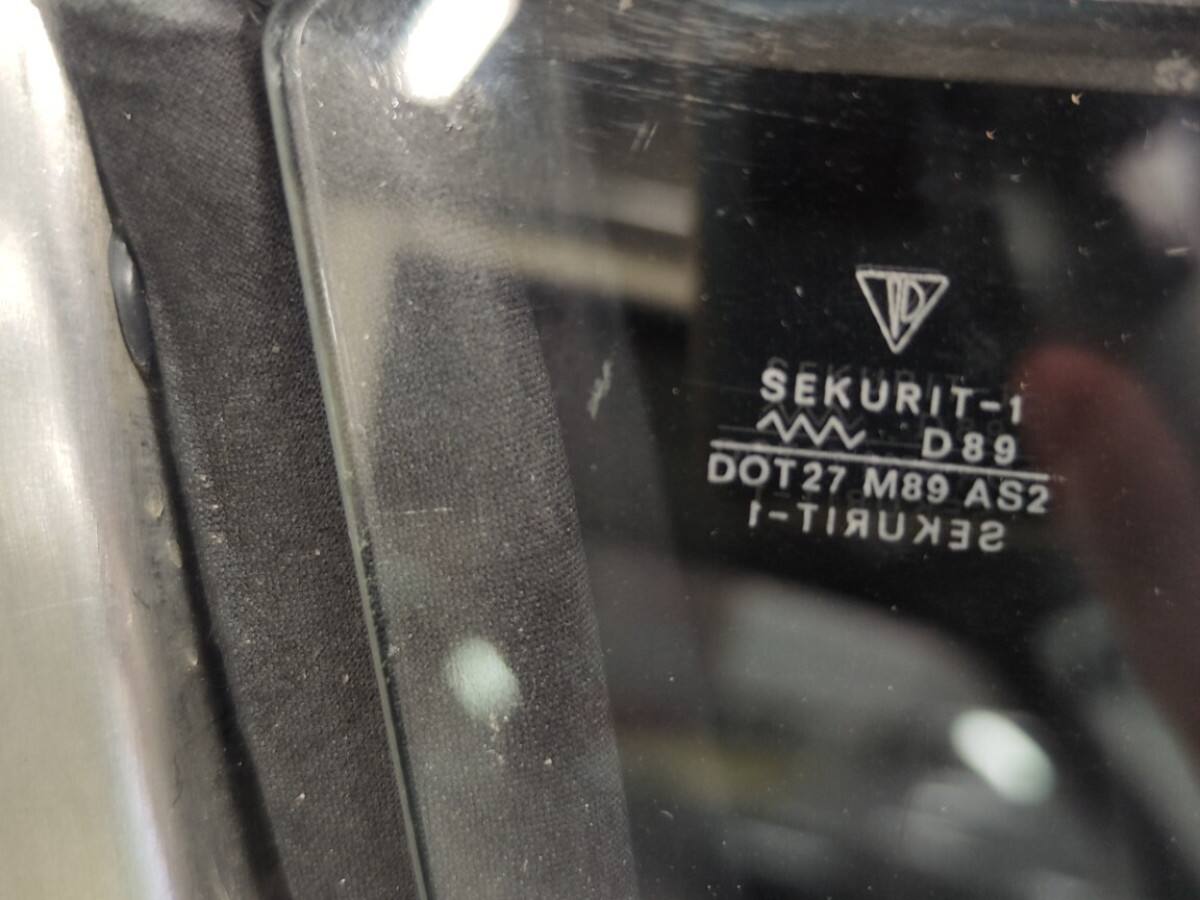 SEKURIT-1
D89
DOT27 M89 AS2
SEKURIT-1